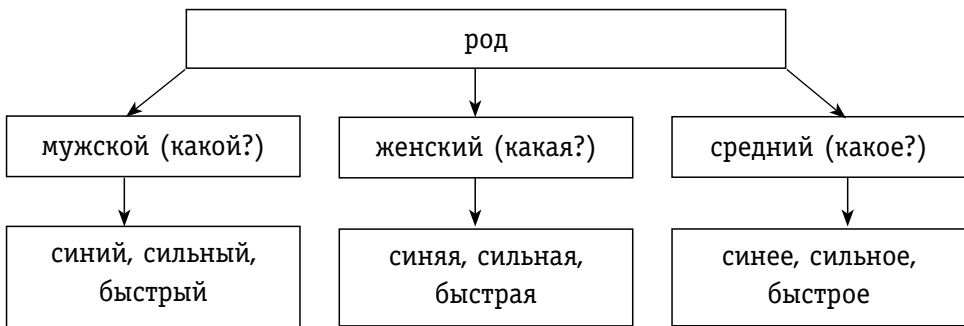 род
мужской (какой?)
женский (какая?)
средний (какое?)
синий, сильный,
быстрый
синяя, сильная,
быстрая
синее, сильное,
быстрое